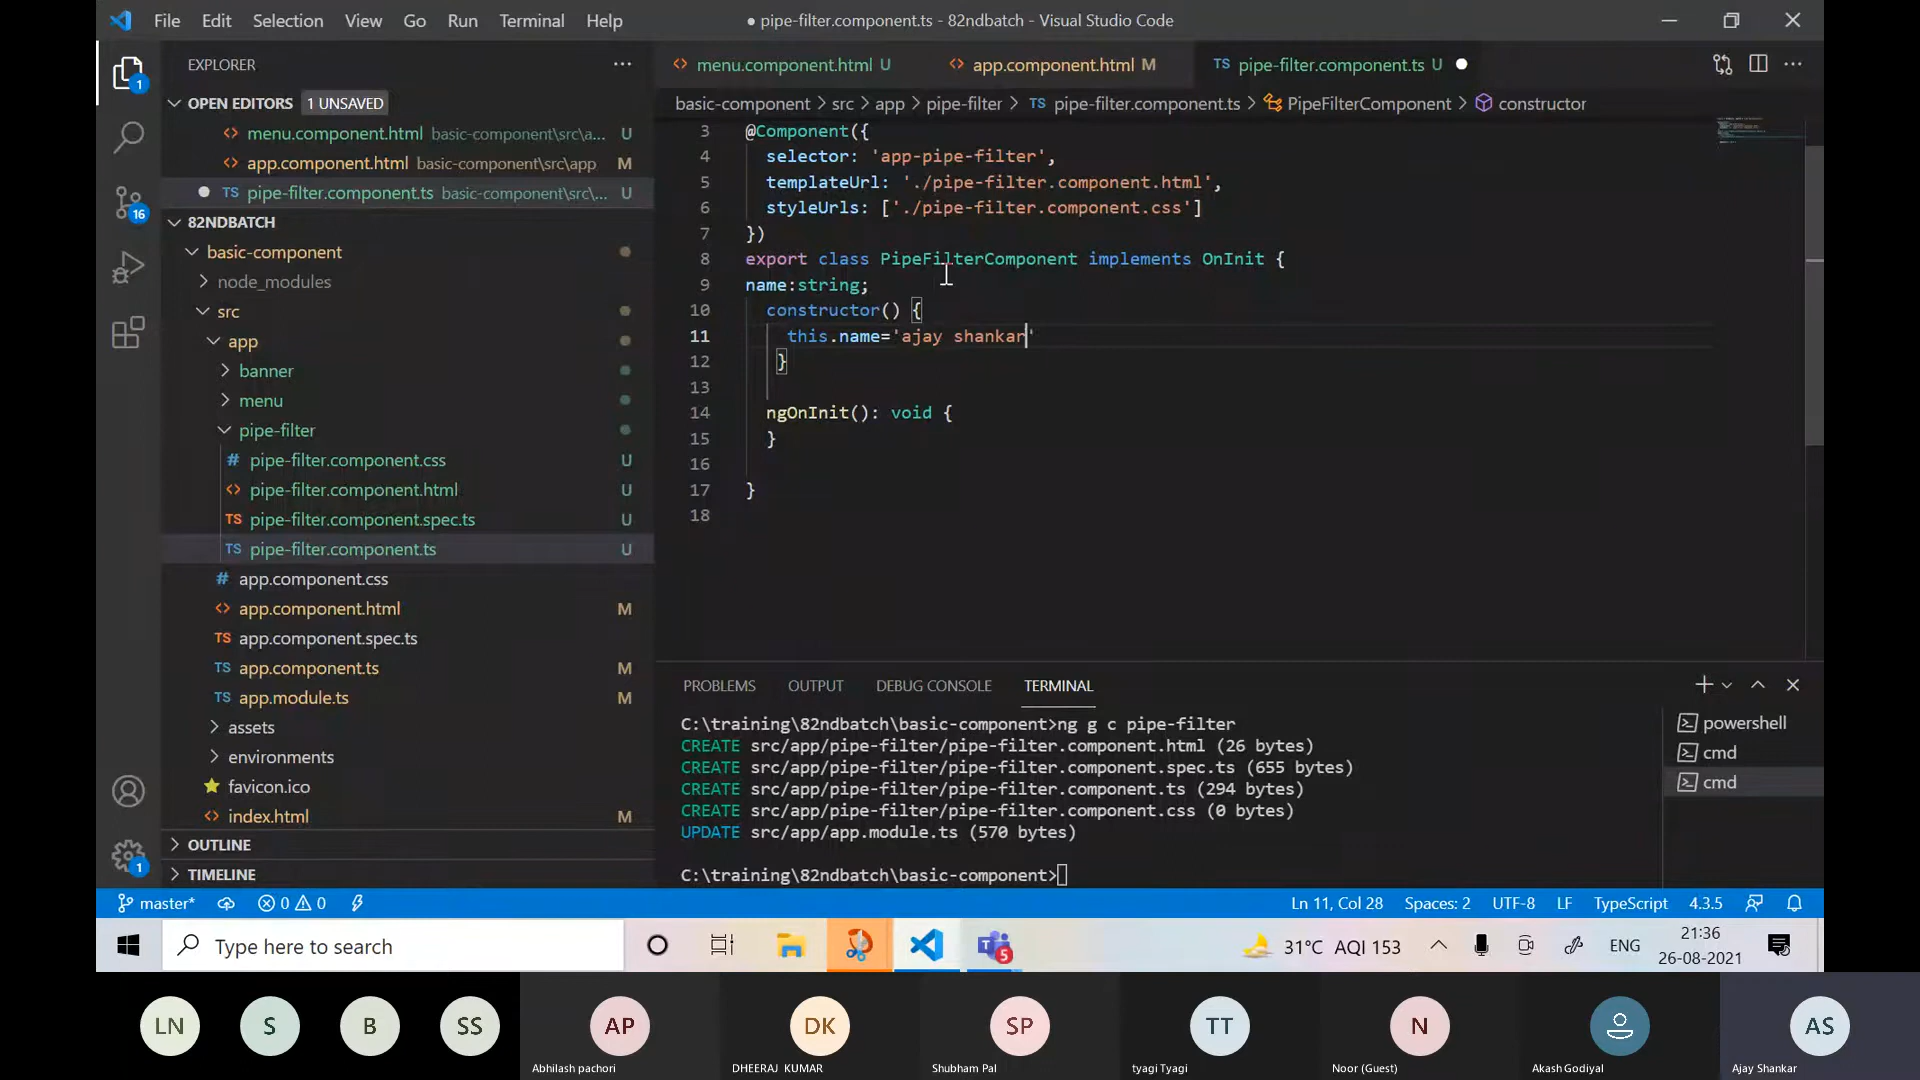 File Edit Selection View Go Run Terminal Help
● pipe-filter.component.ts - 82ndbatch - Visual Studio Code
EXPLORER
OPEN EDITORS 1 UNSAVED
menu.component.html basic-component\src\a... U
app.component.html basic-component\src\app M
pipe-filter.component.ts basic-component\src\... U
82NDBATCH
basic-component
node_modules
src
app
banner
menu
pipe-filter
pipe-filter.component.css U
pipe-filter.component.html U
pipe-filter.component.spec.ts U
pipe-filter.component.ts U
app.component.css
app.component.html M
app.component.spec.ts
app.component.ts M
app.module.ts M
assets
environments
favicon.ico
index.html M
OUTLINE
TIMELINE
1
16
1
menu.component.html U
app.component.html M
TS pipe-filter.component.ts U
basic-component > src > app > pipe-filter > TS pipe-filter.component.ts > PipeFilterComponent > constructor
3 @Component({
4 selector: 'app-pipe-filter',
5 templateUrl: './pipe-filter.component.html',
6 styleUrls: ['./pipe-filter.component.css']
7 })
8 export class PipeFilterComponent implements OnInit {
9 name:string;
10 constructor() {
11 this.name='ajay shankar'
12 }
13
14 ngOnInit(): void {
15 }
16
17 }
18
PROBLEMS OUTPUT DEBUG CONSOLE TERMINAL
C:\training\82ndbatch\basic-component>ng g c pipe-filter
CREATE src/app/pipe-filter/pipe-filter.component.html (26 bytes)
CREATE src/app/pipe-filter/pipe-filter.component.spec.ts (655 bytes)
CREATE src/app/pipe-filter/pipe-filter.component.ts (294 bytes)
CREATE src/app/pipe-filter/pipe-filter.component.css (0 bytes)
UPDATE src/app/app.module.ts (570 bytes)
C:\training\82ndbatch\basic-component>
powershell
cmd
cmd
master* 0 0 Ln 11, Col 28 Spaces: 2 UTF-8 LF TypeScript 4.3.5
Type here to search
5
31°C AQI 153 ENG
21:36
26-08-2021
LN S B SS AP DK SP TT N AS
Abhilash pachori DHEERAJ KUMAR Shubham Pal tyagi Tyagi Noor (Guest) Akash Godiyal Ajay Shankar